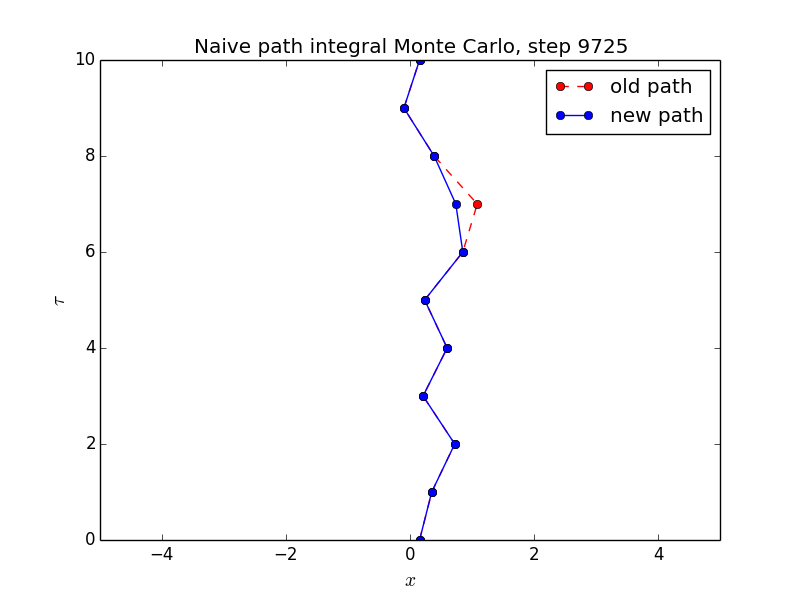 Naive path integral Monte Carlo, step 9725
old path
new path
10
8
6
4
2
0
τ
−4
−2
0
2
4
x